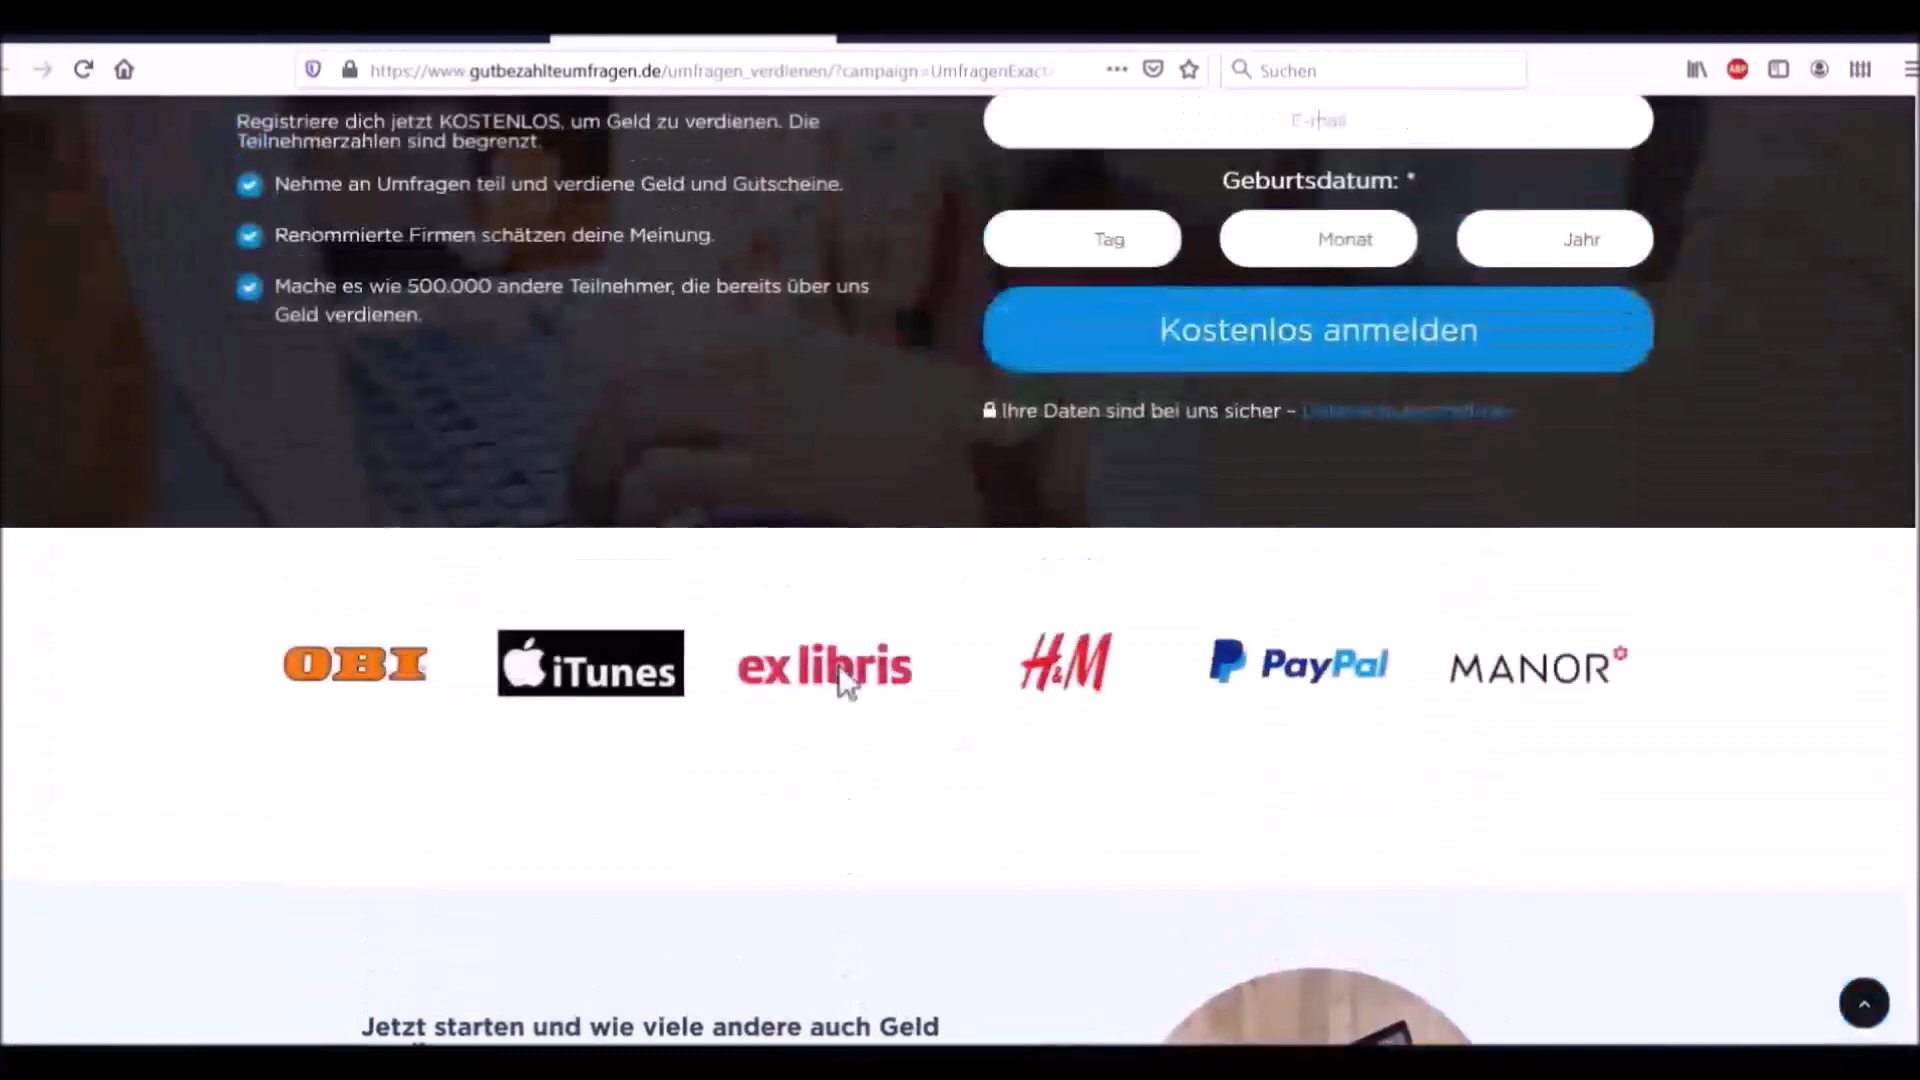 https://www.gutbezahlteumfragen.de/umfragen_verdienen/?campaign=UmfragenExact
Suchen
ABP
Registriere dich jetzt KOSTENLOS, um Geld zu verdienen. Die
Teilnehmerzahlen sind begrenzt.
Nehme an Umfragen teil und verdiene Geld und Gutscheine.
Renommierte Firmen schätzen deine Meinung.
Mache es wie 500.000 andere Teilnehmer, die bereits über uns
Geld verdienen.
E-mail
Geburtsdatum: *
Tag
Monat
Jahr
Kostenlos anmelden
Ihre Daten sind bei uns sicher –
OBI
iTunes
ex libris
H&M
PayPal
MANOR
Jetzt starten und wie viele andere auch Geld